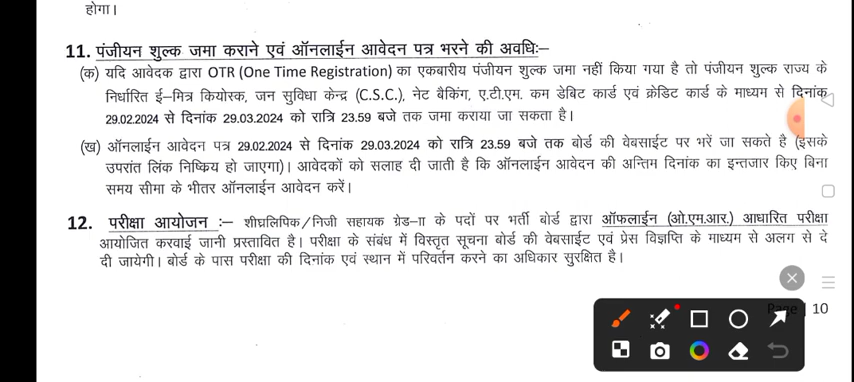 होगा।
11. पंजीयन शुल्क जमा कराने एवं ऑनलाईन आवेदन पत्र भरने की अवधिः–
(क) यदि आवेदक द्वारा OTR (One Time Registration) का एकबारीय पंजीयन शुल्क जमा नहीं किया गया है तो पंजीयन शुल्क राज्य के
निर्धारित ई–मित्र कियोस्क, जन सुविधा केन्द्र (C.S.C.), नेट बैकिंग, ए.टी.एम. कम डेबिट कार्ड एवं क्रेडिट कार्ड के माध्यम से दिनांक
29.02.2024 से दिनांक 29.03.2024 को रात्रि 23.59 बजे तक जमा कराया जा सकता है।
(ख) ऑनलाईन आवेदन पत्र 29.02.2024 से दिनांक 29.03.2024 को रात्रि 23.59 बजे तक बोर्ड की वेबसाईट पर भरें जा सकते है (इसके
उपरांत लिंक निष्क्रिय हो जाएगा)। आवेदकों को सलाह दी जाती है कि ऑनलाईन आवेदन की अन्तिम दिनांक का इन्तजार किए बिना
समय सीमा के भीतर ऑनलाईन आवेदन करें।
12. परीक्षा आयोजन :– शीघ्रलिपिक/निजी सहायक ग्रेड–II के पदों पर भर्ती बोर्ड द्वारा ऑफलाईन (ओ.एम.आर.) आधारित परीक्षा
आयोजित करवाई जानी प्रस्तावित है। परीक्षा के संबंध में विस्तृत सूचना बोर्ड की वेबसाईट एवं प्रेस विज्ञप्ति के माध्यम से अलग से दे
दी जायेगी। बोर्ड के पास परीक्षा की दिनांक एवं स्थान में परिवर्तन करने का अधिकार सुरक्षित है।
Page | 10